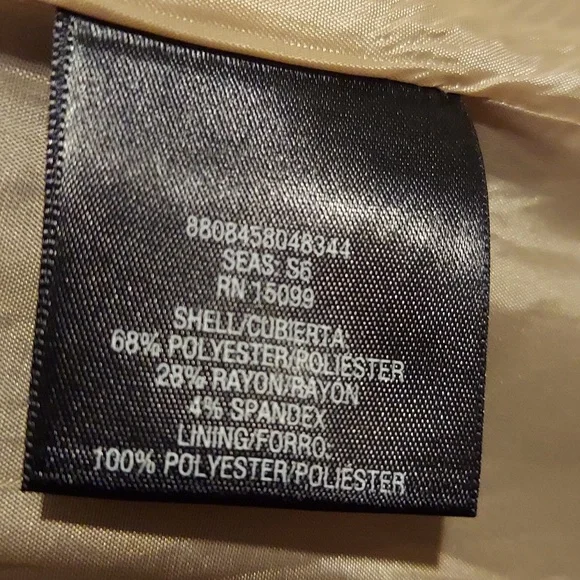 8808458048344
SEAS: S6
RN 15099
SHELL/CUBIERTA:
68% POLYESTER/POLIÉSTER
28% RAYON/RAYON
4% SPANDEX
LINING/FORRO:
100% POLYESTER/POLIESTER